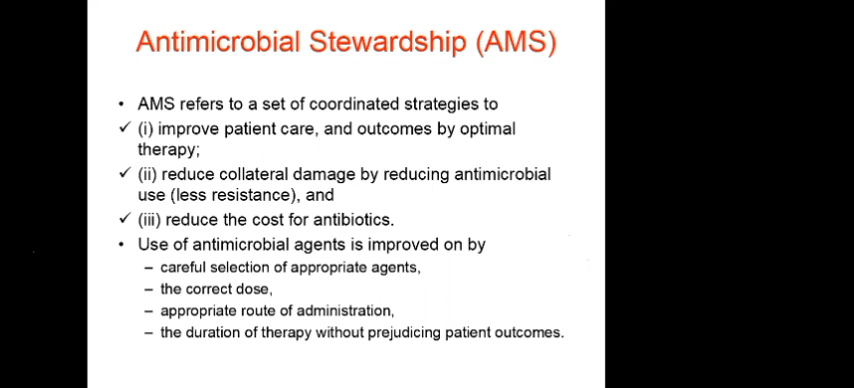 Antimicrobial Stewardship (AMS)
• AMS refers to a set of coordinated strategies to
✓ (i) improve patient care, and outcomes by optimal
therapy;
✓ (ii) reduce collateral damage by reducing antimicrobial
use (less resistance), and
✓ (iii) reduce the cost for antibiotics.
• Use of antimicrobial agents is improved on by
– careful selection of appropriate agents,
– the correct dose,
– appropriate route of administration,
– the duration of therapy without prejudicing patient outcomes.